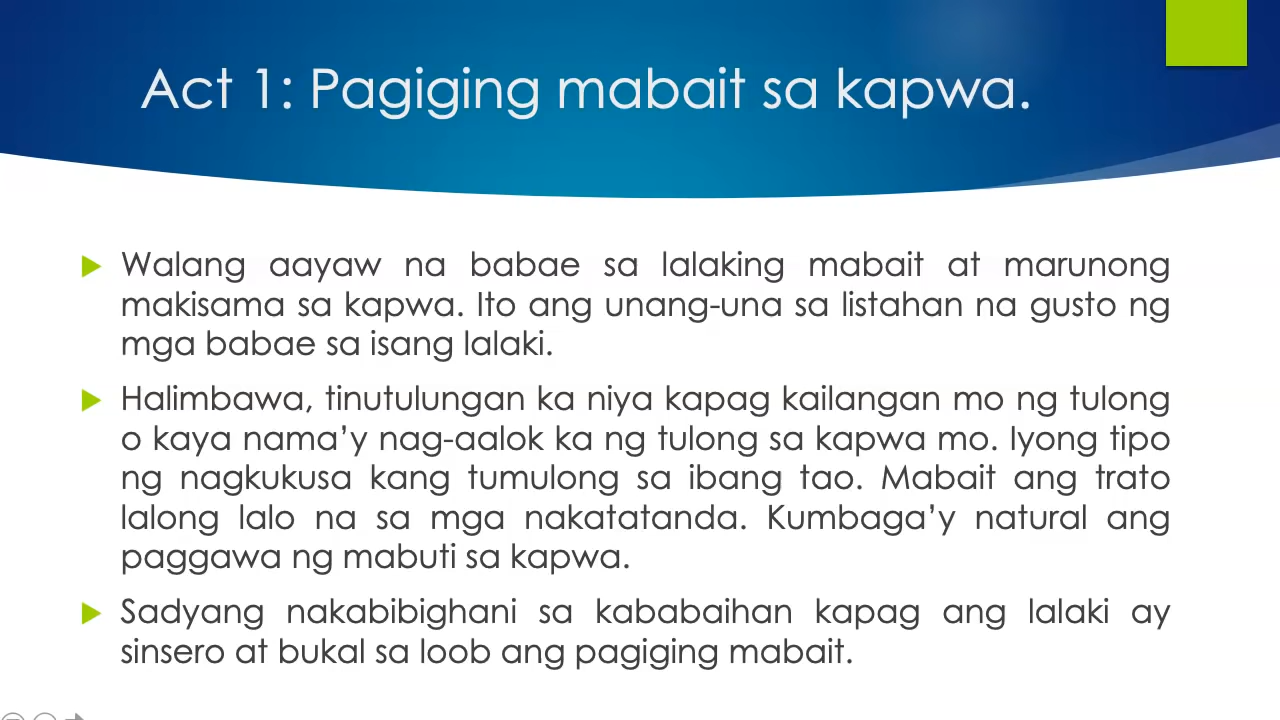 Act 1: Pagiging mabait sa kapwa.
Walang aayaw na babae sa lalaking mabait at marunong
makisama sa kapwa. Ito ang unang-una sa listahan na gusto ng
mga babae sa isang lalaki.
Halimbawa, tinutulungan ka niya kapag kailangan mo ng tulong
o kaya nama’y nag-aalok ka ng tulong sa kapwa mo. Iyong tipo
ng nagkukusa kang tumulong sa ibang tao. Mabait ang trato
lalong lalo na sa mga nakatatanda. Kumbaga’y natural ang
paggawa ng mabuti sa kapwa.
Sadyang nakabibighani sa kababaihan kapag ang lalaki ay
sinsero at bukal sa loob ang pagiging mabait.